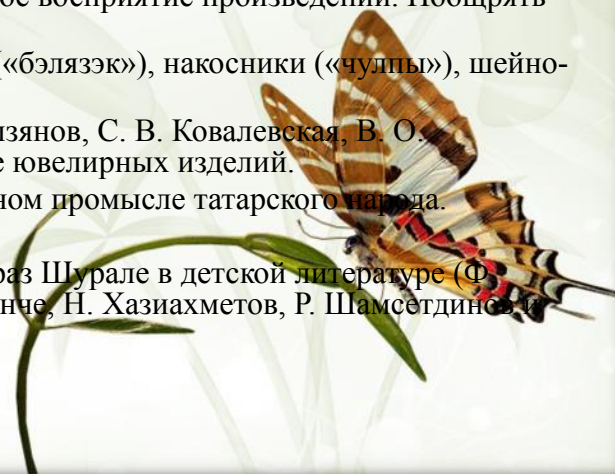 ое восприятие произведений. Поощрять
(«бэлязэк»), накосники («чулпы»), шейно-
изянов, С. В. Ковалевская, В. О.
е ювелирных изделий.
ном промысле татарского народа.
раз Шурале в детской литературе (Ф.
нче, Н. Хазиахметов, Р. Шамсетдинов и